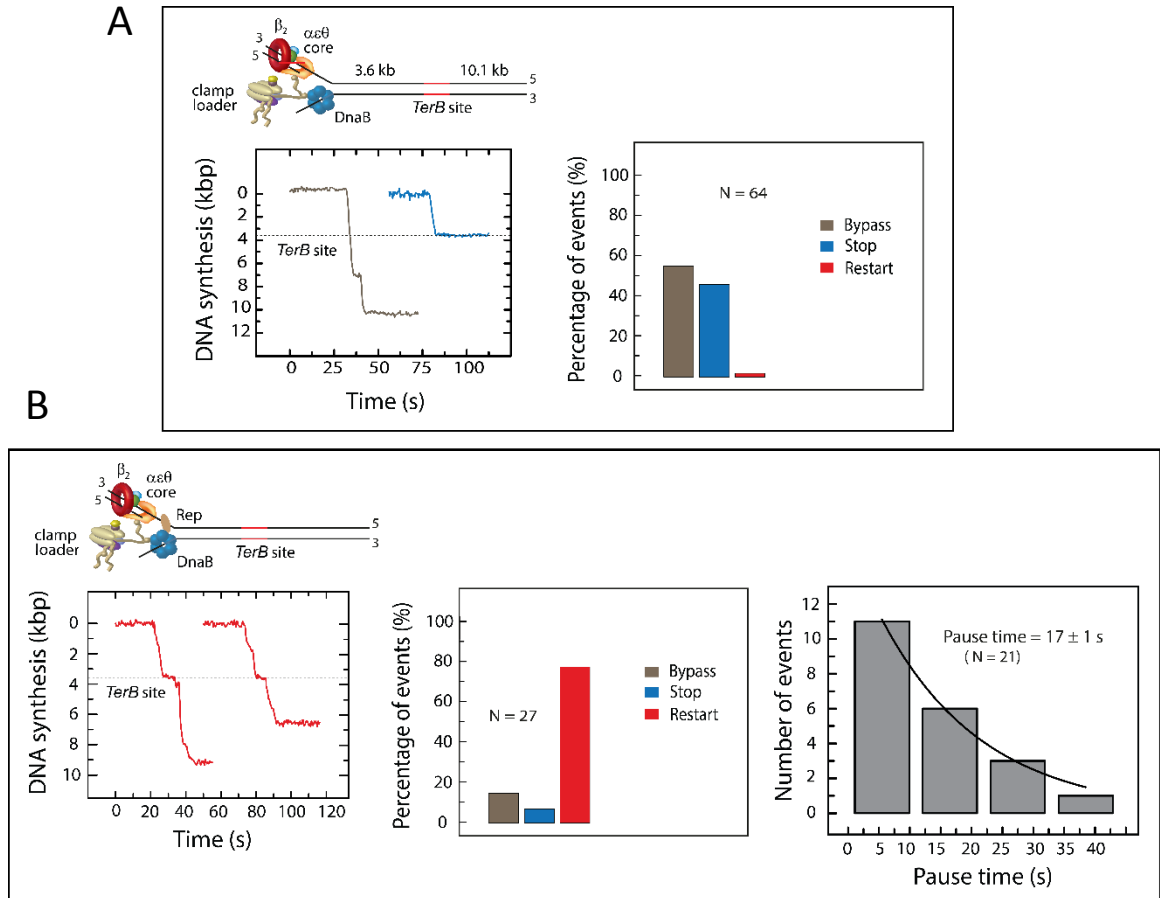 A
β2
αεθ
core
3
5
3.6 kb
10.1 kb
5
3
clamp
loader
DnaB
TerB site
DNA synthesis (kbp)
0
2
4
6
8
10
12
TerB site
0
25
50
75
100
Time (s)
Percentage of events (%)
100
80
60
40
20
0
N = 64
Bypass
Stop
Restart
B
β2
αεθ
core
3
5
Rep
5
3
clamp
loader
DnaB
TerB site
DNA synthesis (kbp)
0
2
4
6
8
10
TerB site
0
20
40
60
80
100
120
Time (s)
Percentage of events (%)
100
80
60
40
20
0
N = 27
Bypass
Stop
Restart
Number of events
12
10
8
6
4
2
0
Pause time = 17 ± 1 s
( N = 21)
0
5
10
15
20
25
30
35
40
Pause time (s)